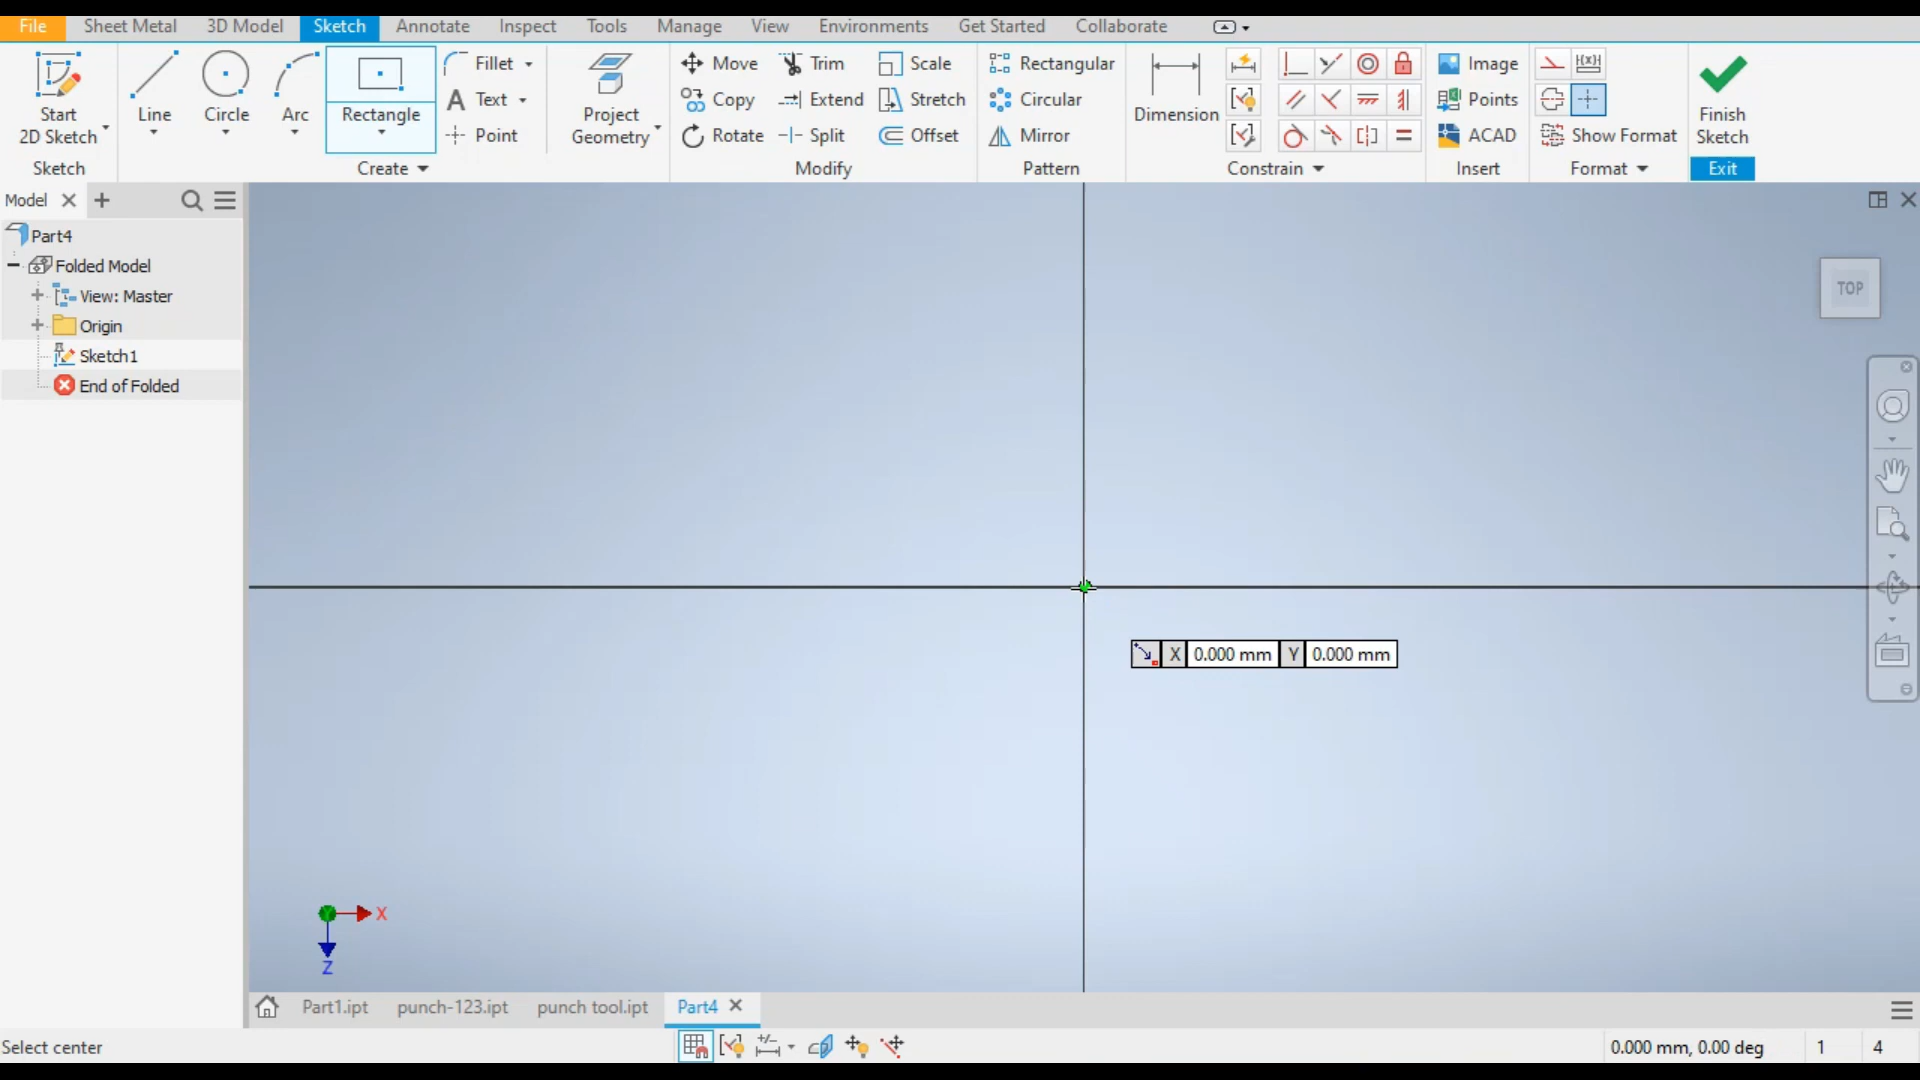 File Sheet Metal 3D Model Sketch Annotate Inspect Tools Manage View Environments Get Started Collaborate
Start 2D Sketch
Line
Circle
Arc
Rectangle
Fillet
Text
Point
Project Geometry
Move
Copy
Rotate
Trim
Extend
Split
Scale
Stretch
Offset
Rectangular
Circular
Mirror
Dimension
Image
Points
ACAD
Show Format
Finish Sketch
Sketch Create Modify Pattern Constrain Insert Format Exit
Model
Part4
Folded Model
View: Master
Origin
Sketch1
End of Folded
TOP
X 0.000 mm Y 0.000 mm
X
Z
Part1.ipt punch-123.ipt punch tool.ipt Part4
Select center
0.000 mm, 0.00 deg 1 4